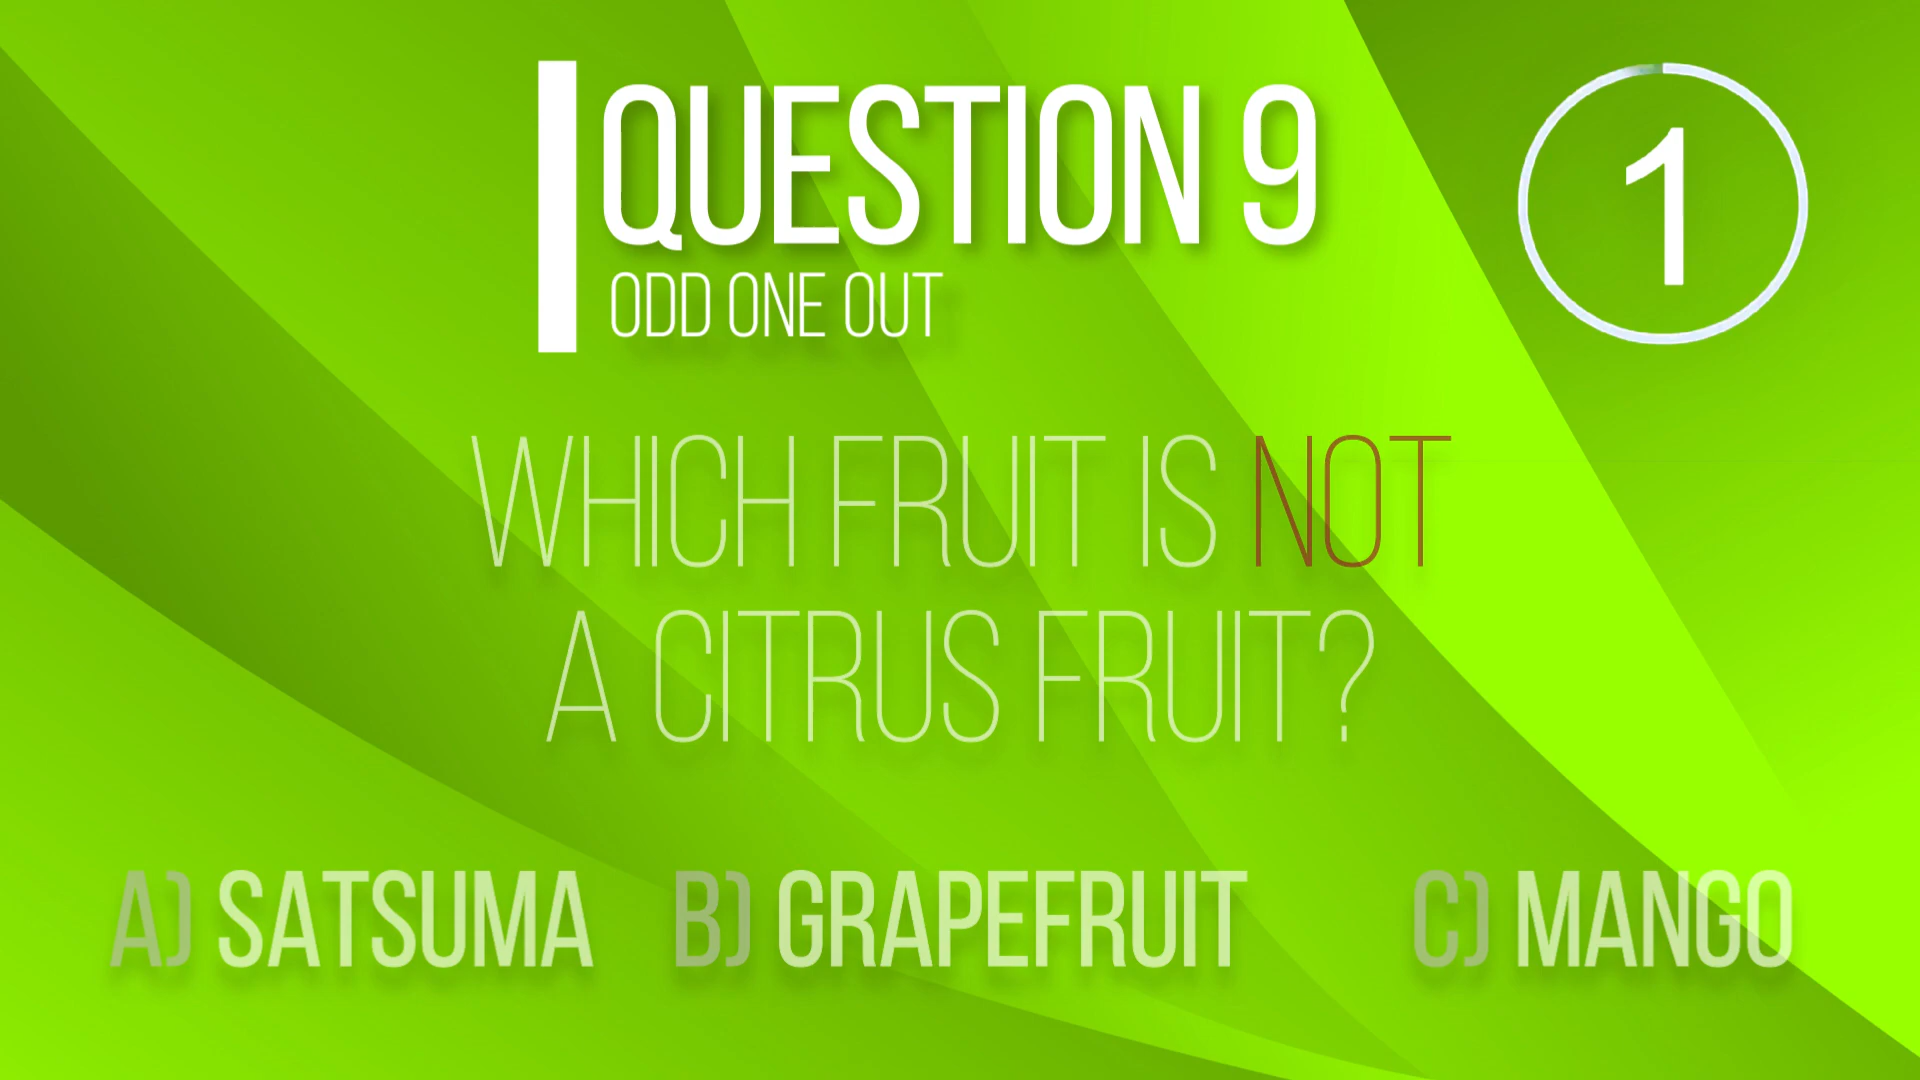 QUESTION 9
1
ODD ONE OUT
WHICH FRUIT IS NOT
A CITRUS FRUIT?
A) SATSUMA B) GRAPEFRUIT C) MANGO